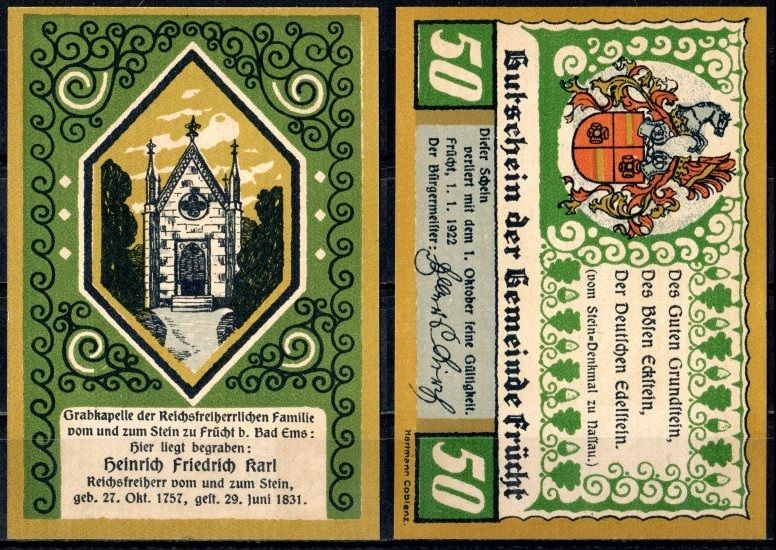 Grabkapelle der Reichsfreiherrlichen Familie
vom und zum Stein zu Frücht b. Bad Ems:
Hier liegt begraben:
Heinrich Friedrich Karl
Reichsfreiherr vom und zum Stein,
geb. 27. Okt. 1757, gest. 29. Juni 1831.
50
Gutschein der Gemeinde Frücht
50
Des Guten Grundstein,
Des Bösen Eckstein,
Der Deutschen Edelstein.
(vom Stein=Denkmal zu Nassau.)
Dieser Schein
verliert mit dem 1. Oktober seine Gültigkeit.
Frücht, 1. 1. 1922
Der Bürgermeister:
Hartmann Coblenz.